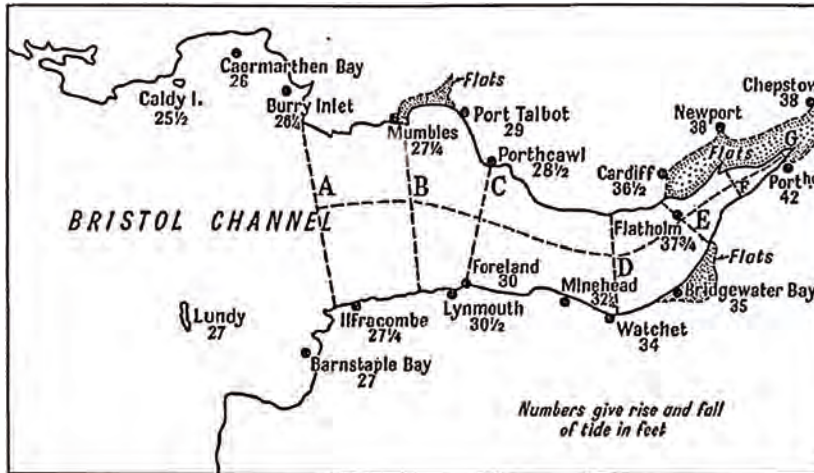 Caermarthen Bay
26
Caldy I.
25½
Burry Inlet
Flats
Mumbles
27¼
Port Talbot
29
Porthcawl
28½
Chepstow
38
Newport
38
Flats
Cardiff
36½
G
F
42
A
B
C
E
D
BRISTOL CHANNEL
Flatholm
37¾
Flats
Foreland
30
Minehead
Bridgewater Bay
35
Lundy
27
Ilfracombe
27¼
Lynmouth
30½
Watchet
34
Barnstaple Bay
27
Numbers give rise and fall
of tide in feet